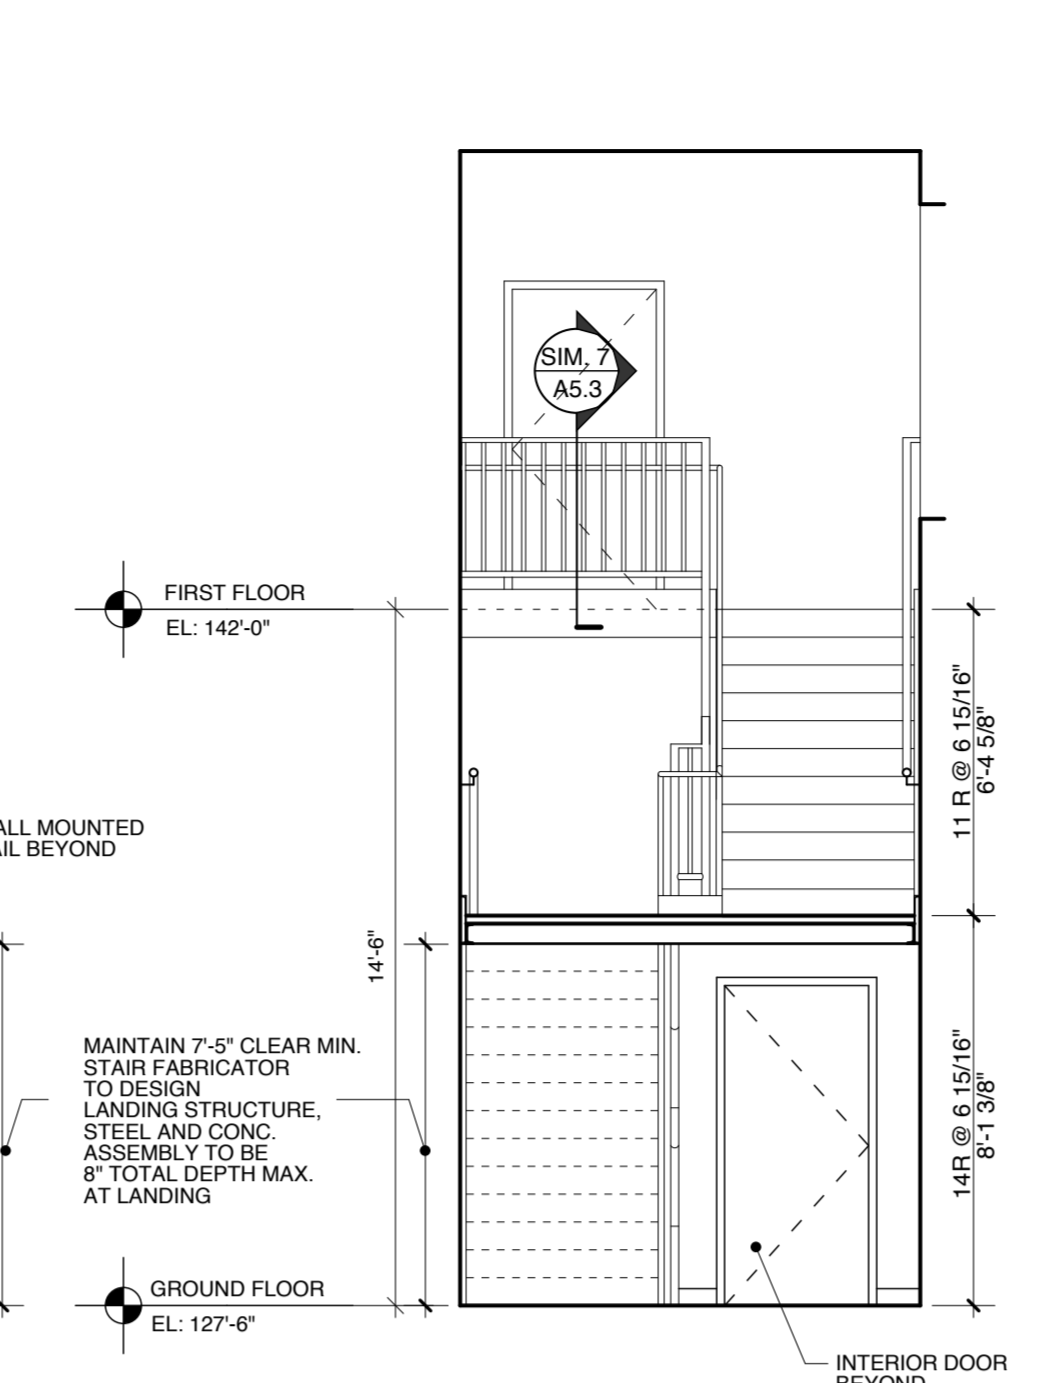 SIM, 7
A5.3
FIRST FLOOR
EL: 142'-0"
11 R @ 6 15/16"
6'-4 5/8"
ALL MOUNTED
AIL BEYOND
14'-6"
MAINTAIN 7'-5" CLEAR MIN.
STAIR FABRICATOR
TO DESIGN
LANDING STRUCTURE,
STEEL AND CONC.
ASSEMBLY TO BE
8" TOTAL DEPTH MAX.
AT LANDING
14R @ 6 15/16"
8'-1 3/8"
GROUND FLOOR
EL: 127'-6"
INTERIOR DOOR
BEYOND